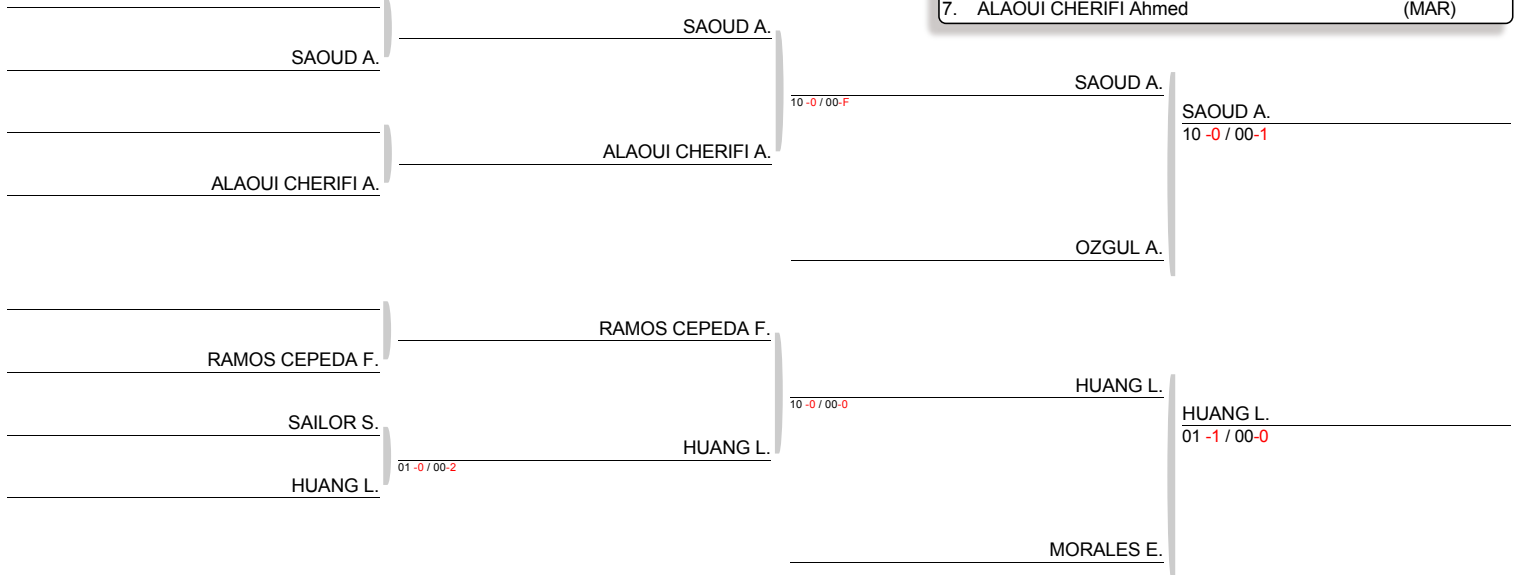 7. ALAOUI CHERIFI Ahmed (MAR)
SAOUD A.
SAOUD A.
SAOUD A.
10 -0 / 00-F
SAOUD A.
10 -0 / 00-1
ALAOUI CHERIFI A.
ALAOUI CHERIFI A.
OZGUL A.
RAMOS CEPEDA F.
RAMOS CEPEDA F.
HUANG L.
10 -0 / 00-0
HUANG L.
01 -1 / 00-0
SAILOR S.
HUANG L.
01 -0 / 00-2
HUANG L.
MORALES E.